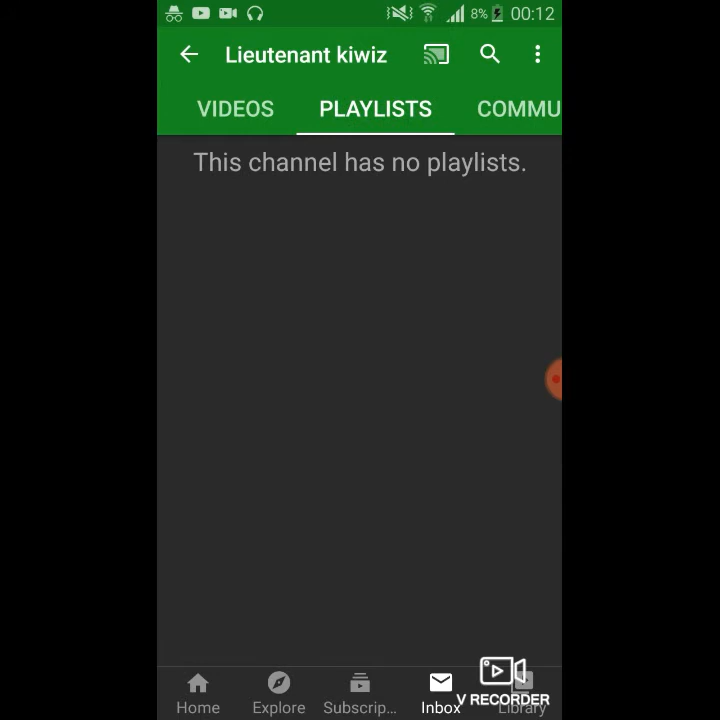 8% 00:12
Lieutenant kiwiz
VIDEOS PLAYLISTS COMMU
This channel has no playlists.
Home Explore Subscrip... Inbox Library
V RECORDER